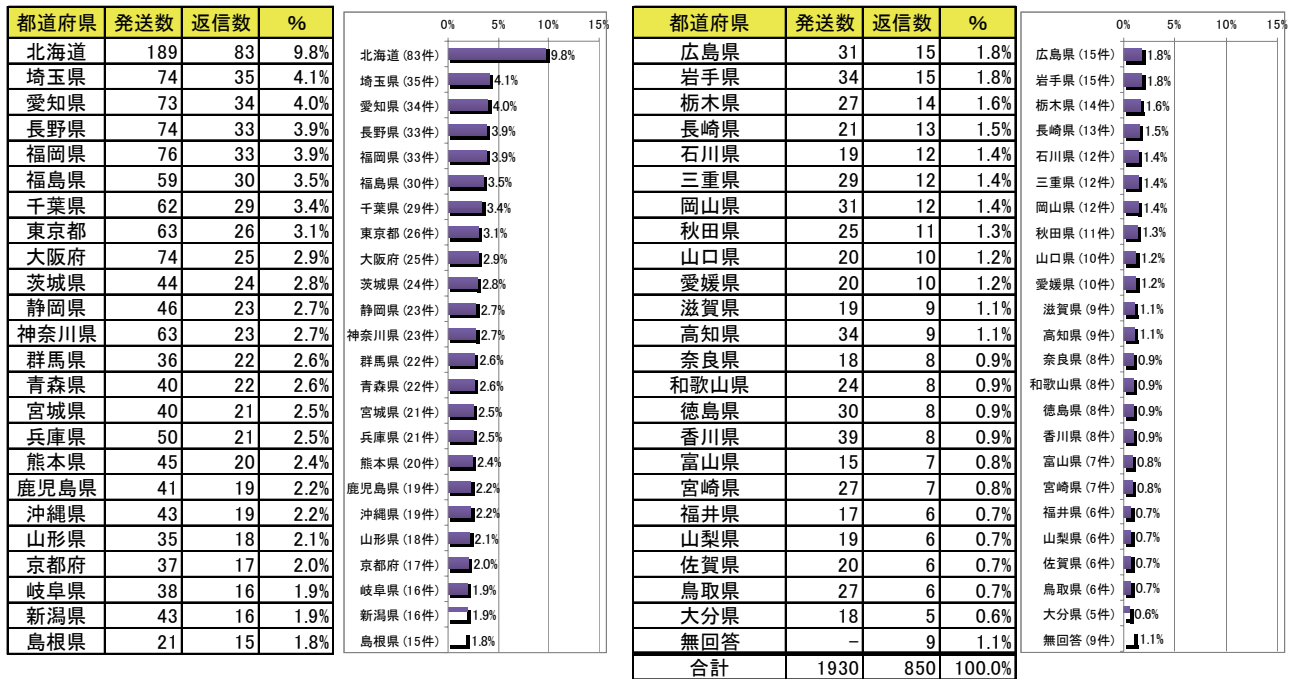 都道府県 発送数 返信数 %
北海道 189 83 9.8%
埼玉県 74 35 4.1%
愛知県 73 34 4.0%
長野県 74 33 3.9%
福岡県 76 33 3.9%
福島県 59 30 3.5%
千葉県 62 29 3.4%
東京都 63 26 3.1%
大阪府 74 25 2.9%
茨城県 44 24 2.8%
静岡県 46 23 2.7%
神奈川県 63 23 2.7%
群馬県 36 22 2.6%
青森県 40 22 2.6%
宮城県 40 21 2.5%
兵庫県 50 21 2.5%
熊本県 45 20 2.4%
鹿児島県 41 19 2.2%
沖縄県 43 19 2.2%
山形県 35 18 2.1%
京都府 37 17 2.0%
岐阜県 38 16 1.9%
新潟県 43 16 1.9%
島根県 21 15 1.8%
0% 5% 10% 15%
北海道 (83件) 9.8%
埼玉県 (35件) 4.1%
愛知県 (34件) 4.0%
長野県 (33件) 3.9%
福岡県 (33件) 3.9%
福島県 (30件) 3.5%
千葉県 (29件) 3.4%
東京都 (26件) 3.1%
大阪府 (25件) 2.9%
茨城県 (24件) 2.8%
静岡県 (23件) 2.7%
神奈川県 (23件) 2.7%
群馬県 (22件) 2.6%
青森県 (22件) 2.6%
宮城県 (21件) 2.5%
兵庫県 (21件) 2.5%
熊本県 (20件) 2.4%
鹿児島県 (19件) 2.2%
沖縄県 (19件) 2.2%
山形県 (18件) 2.1%
京都府 (17件) 2.0%
岐阜県 (16件) 1.9%
新潟県 (16件) 1.9%
島根県 (15件) 1.8%
都道府県 発送数 返信数 %
広島県 31 15 1.8%
岩手県 34 15 1.8%
栃木県 27 14 1.6%
長崎県 21 13 1.5%
石川県 19 12 1.4%
三重県 29 12 1.4%
岡山県 31 12 1.4%
秋田県 25 11 1.3%
山口県 20 10 1.2%
愛媛県 20 10 1.2%
滋賀県 19 9 1.1%
高知県 34 9 1.1%
奈良県 18 8 0.9%
和歌山県 24 8 0.9%
徳島県 30 8 0.9%
香川県 39 8 0.9%
富山県 15 7 0.8%
宮崎県 27 7 0.8%
福井県 17 6 0.7%
山梨県 19 6 0.7%
佐賀県 20 6 0.7%
鳥取県 27 6 0.7%
大分県 18 5 0.6%
無回答 － 9 1.1%
合計 1930 850 100.0%
0% 5% 10% 15%
広島県 (15件) 1.8%
岩手県 (15件) 1.8%
栃木県 (14件) 1.6%
長崎県 (13件) 1.5%
石川県 (12件) 1.4%
三重県 (12件) 1.4%
岡山県 (12件) 1.4%
秋田県 (11件) 1.3%
山口県 (10件) 1.2%
愛媛県 (10件) 1.2%
滋賀県 (9件) 1.1%
高知県 (9件) 1.1%
奈良県 (8件) 0.9%
和歌山県 (8件) 0.9%
徳島県 (8件) 0.9%
香川県 (8件) 0.9%
富山県 (7件) 0.8%
宮崎県 (7件) 0.8%
福井県 (6件) 0.7%
山梨県 (6件) 0.7%
佐賀県 (6件) 0.7%
鳥取県 (6件) 0.7%
大分県 (5件) 0.6%
無回答 (9件) 1.1%